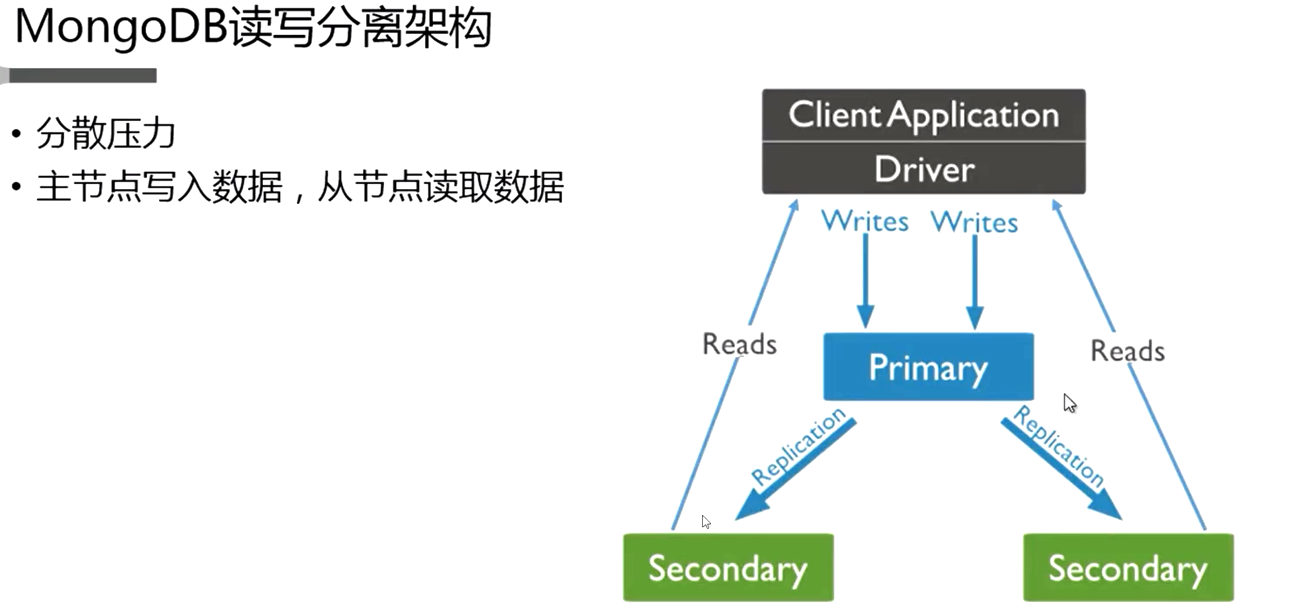 MongoDB读写分离架构
• 分散压力
• 主节点写入数据，从节点读取数据
Client Application
Driver
Writes Writes
Reads
Reads
Primary
Replication
Replication
Secondary
Secondary